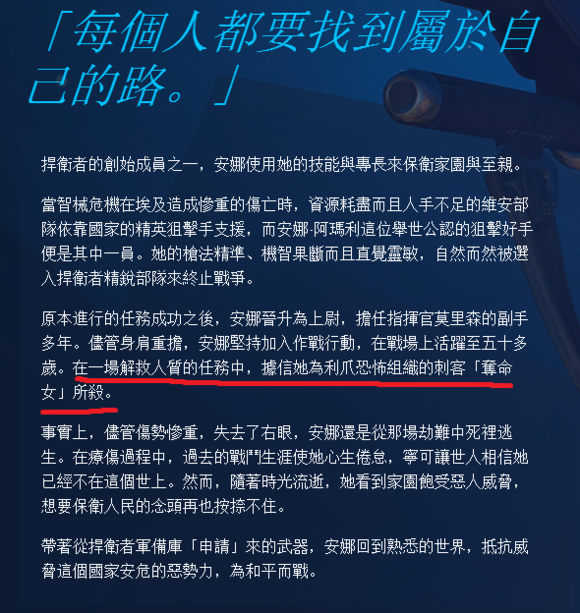 「每個人都要找到屬於自
己的路。」
捍衛者的創始成員之一，安娜使用她的技能與專長來保衛家園與至親。
當智械危機在埃及造成慘重的傷亡時，資源耗盡而且人手不足的維安部
隊依靠國家的精英狙擊手支援，而安娜·阿瑪利這位舉世公認的狙擊好手
便是其中一員。她的槍法精準、機智果斷而且直覺靈敏，自然而然被選
入捍衛者精銳部隊來終止戰爭。
原本進行的任務成功之後，安娜晉升為上尉，擔任指揮官莫里森的副手
多年。儘管身肩重擔，安娜堅持加入作戰行動，在戰場上活躍至五十多
歲。在一場解救人質的任務中，據信她為利爪恐怖組織的刺客「奪命
女」所殺。
事實上，儘管傷勢慘重，失去了右眼，安娜還是從那場劫難中死裡逃
生。在療傷過程中，過去的戰鬥生涯使她心生倦怠，寧可讓世人相信她
已經不在這個世上。然而，隨著時光流逝，她看到家園飽受惡人威脅，
想要保衛人民的念頭再也按捺不住。
帶著從捍衛者軍備庫「申請」來的武器，安娜回到熟悉的世界，抵抗威
脅這個國家安危的惡勢力，為和平而戰。